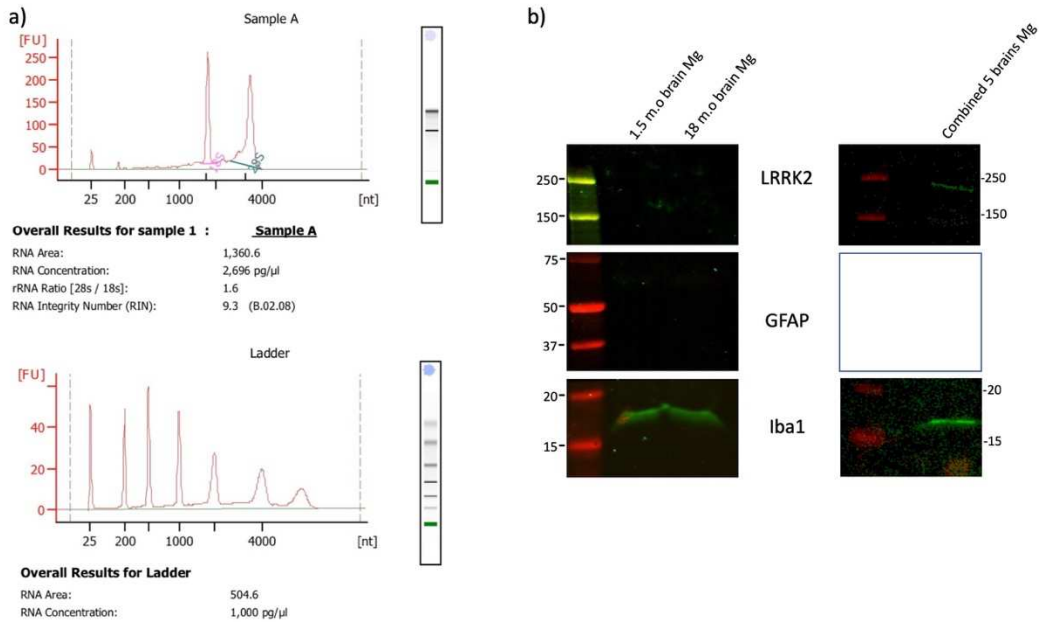 a)
Sample A
[FU]
250
200
150
100
50
0
18S
28S
25 200 1000 4000 [nt]
Overall Results for sample 1 : Sample A
RNA Area: 1,360.6
RNA Concentration: 2,696 pg/µl
rRNA Ratio [28s / 18s]: 1.6
RNA Integrity Number (RIN): 9.3 (B.02.08)
Ladder
[FU]
40
20
0
25 200 1000 4000 [nt]
Overall Results for Ladder
RNA Area: 504.6
RNA Concentration: 1,000 pg/µl
b)
1.5 m.o brain Mg
18 m.o brain Mg
Combined 5 brains Mg
250-
150-
LRRK2
-250
-150
75
50-
37-
GFAP
20-
15-
Iba1
-20
-15